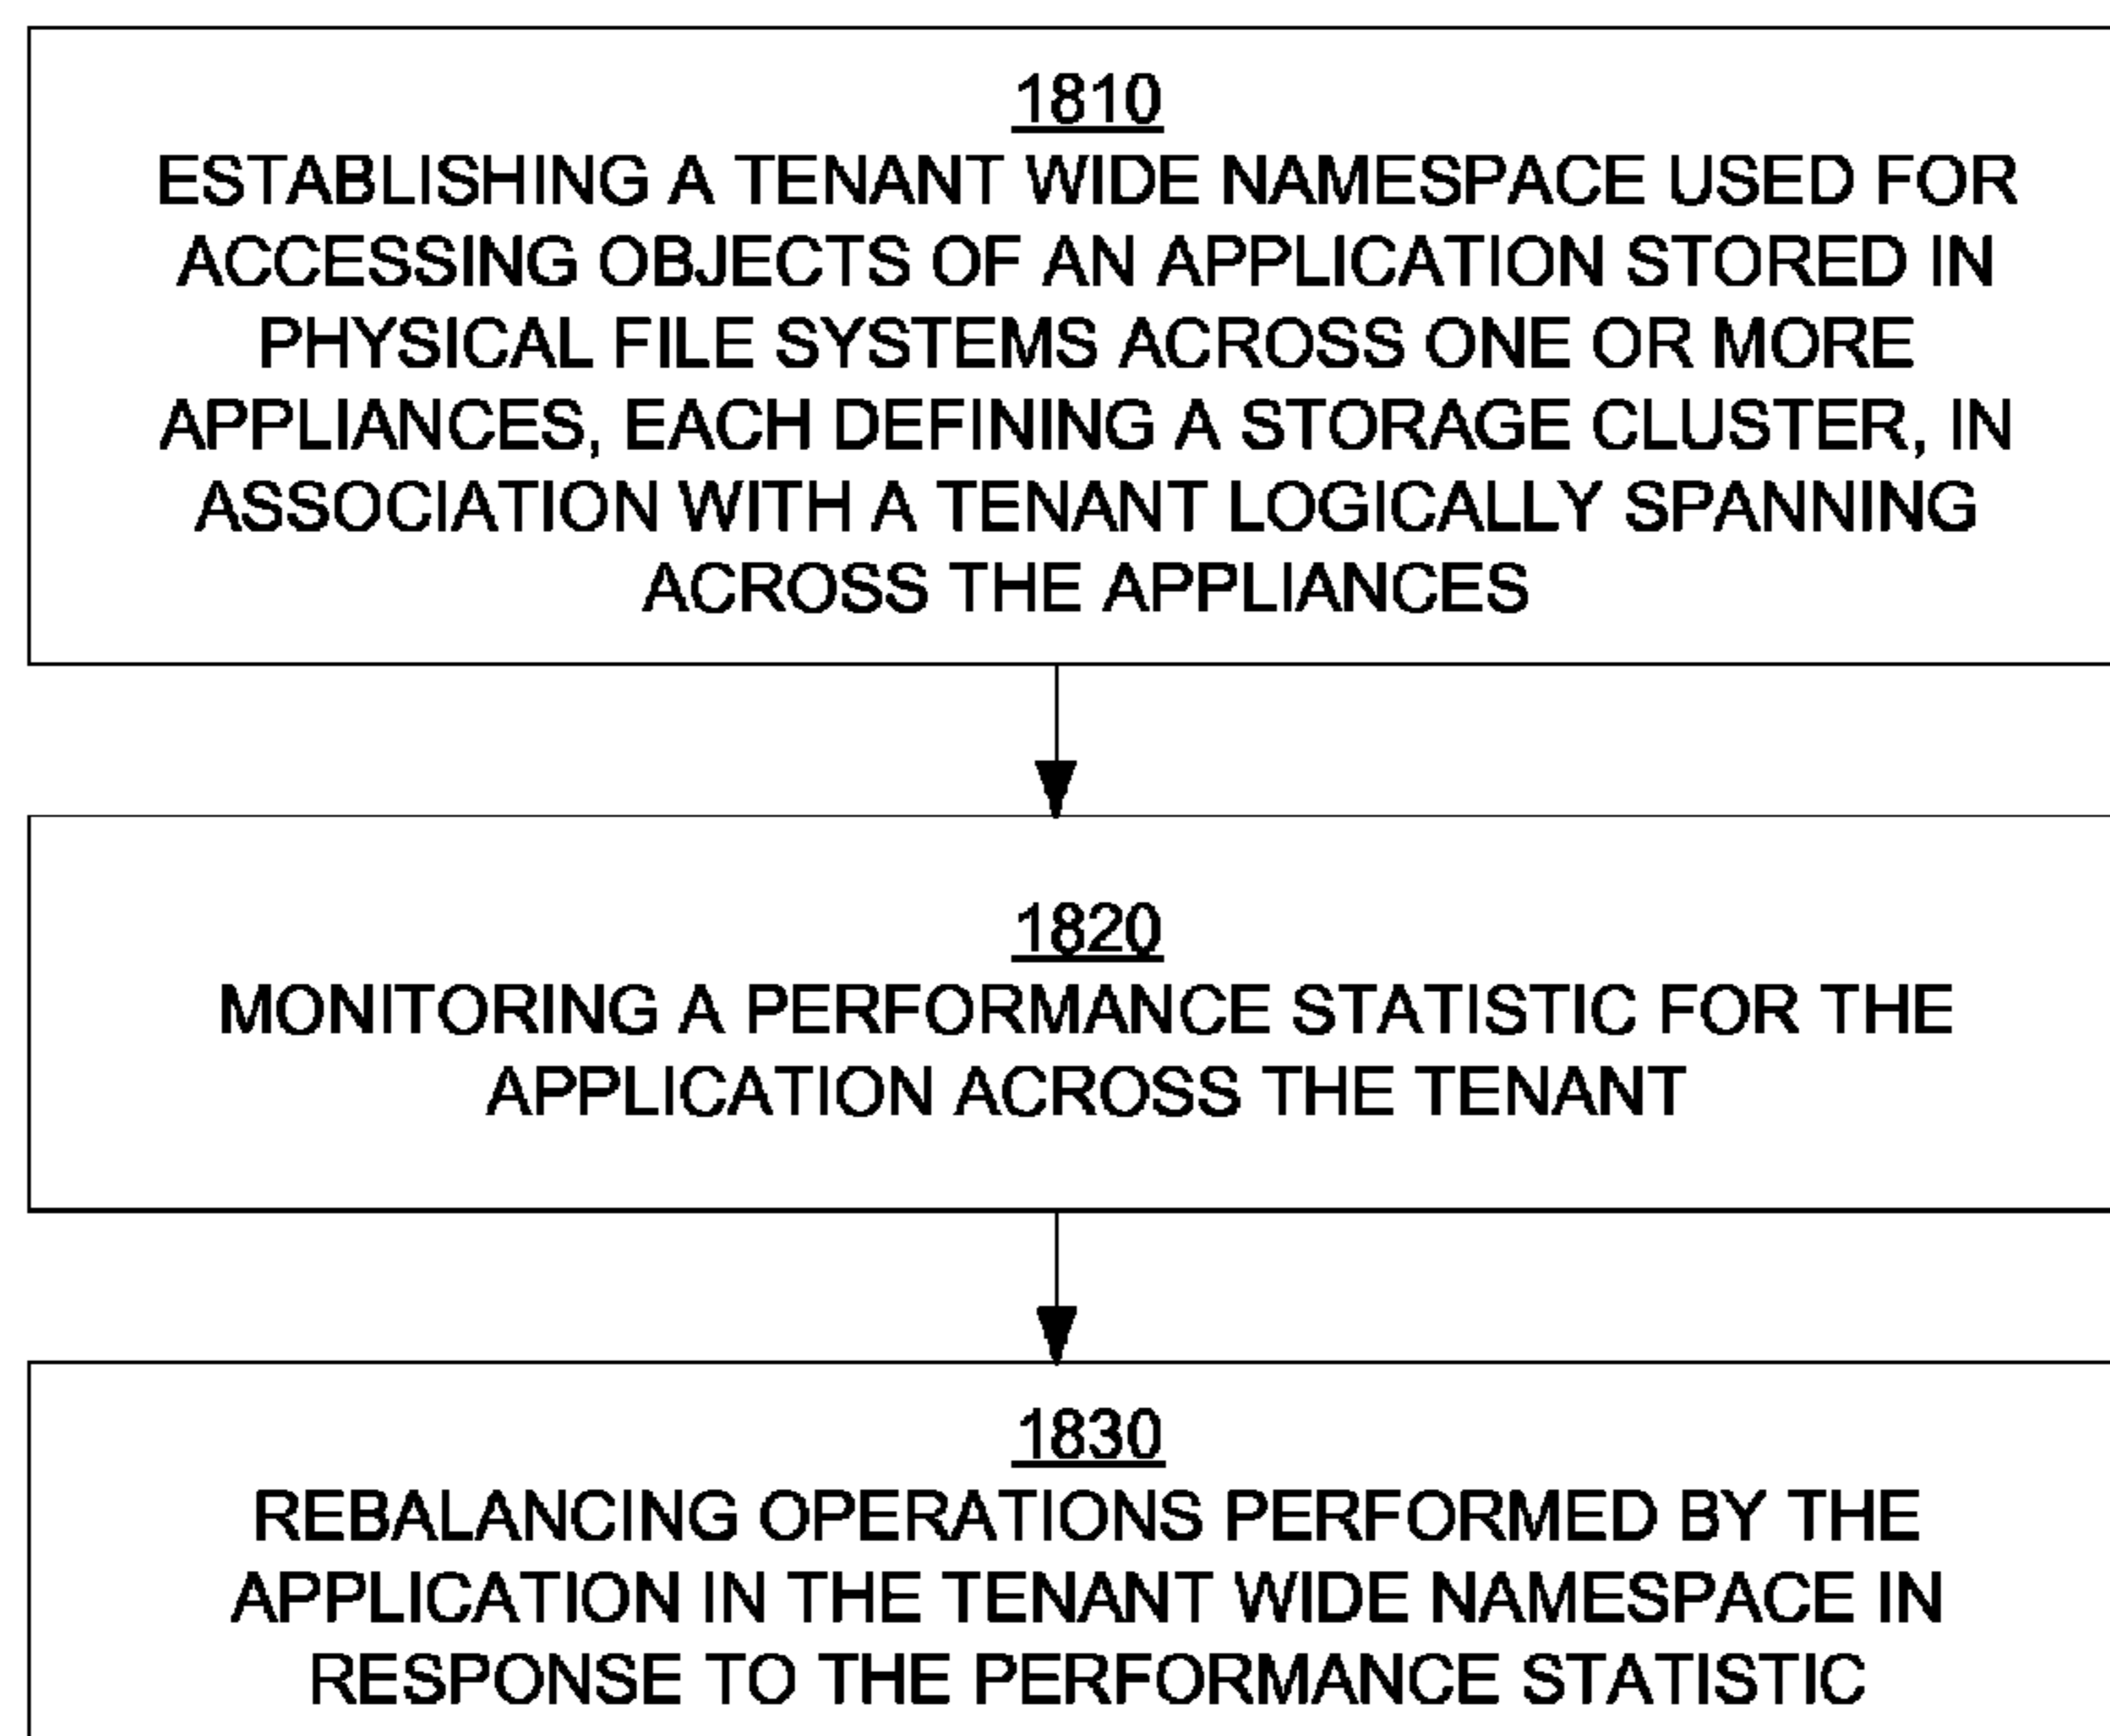 1810
ESTABLISHING A TENANT WIDE NAMESPACE USED FOR
ACCESSING OBJECTS OF AN APPLICATION STORED IN
PHYSICAL FILE SYSTEMS ACROSS ONE OR MORE
APPLIANCES, EACH DEFINING A STORAGE CLUSTER, IN
ASSOCIATION WITH A TENANT LOGICALLY SPANNING
ACROSS THE APPLIANCES
1820
MONITORING A PERFORMANCE STATISTIC FOR THE
APPLICATION ACROSS THE TENANT
1830
REBALANCING OPERATIONS PERFORMED BY THE
APPLICATION IN THE TENANT WIDE NAMESPACE IN
RESPONSE TO THE PERFORMANCE STATISTIC